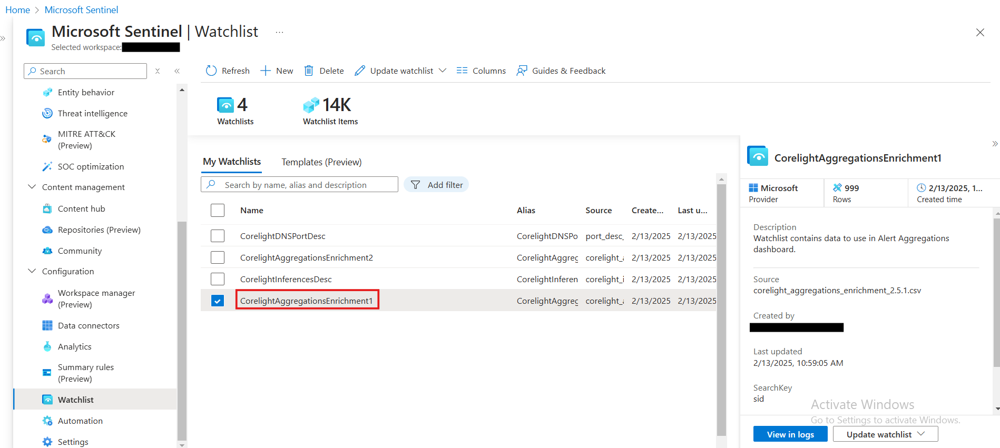 Home > Microsoft Sentinel
Microsoft Sentinel | Watchlist ...
Selected workspace:
Search
Entity behavior
Threat intelligence
MITRE ATT&CK
(Preview)
SOC optimization
Content management
Content hub
Repositories (Preview)
Community
Configuration
Workspace manager
(Preview)
Data connectors
Analytics
Summary rules
(Preview)
Watchlist
Automation
Settings
Refresh New Delete Update watchlist Columns Guides & Feedback
4
Watchlists
14K
Watchlist Items
My Watchlists Templates (Preview)
Search by name, alias and description Add filter
Name Alias Source Create... Last u...
CorelightDNSPortDesc CorelightDNSPo port_desc_ 2/13/2025 2/13/2025
CorelightAggregationsEnrichment2 CorelightAggreg corelight_a 2/13/2025 2/13/2025
CorelightInferencesDesc CorelightInferen corelight_i 2/13/2025 2/13/2025
CorelightAggregationsEnrichment1 CorelightAggreg corelight_a 2/13/2025 2/13/2025
CorelightAggregationsEnrichment1
Microsoft
Provider
999
Rows
2/13/2025, 1...
Created time
Description
Watchlist contains data to use in Alert Aggregations
dashboard.
Source
corelight_aggregations_enrichment_2.5.1.csv
Created by
Last updated
2/13/2025, 10:59:05 AM
SearchKey
sid
Activate Windows
Go to Settings to activate Windows.
View in logs Update watchlist